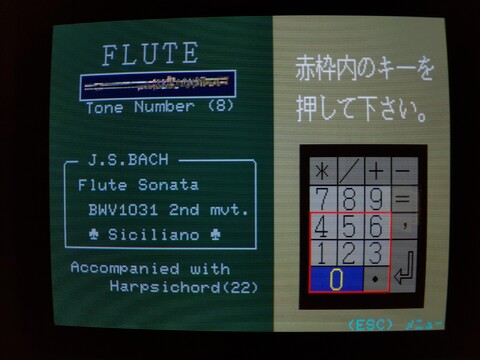 FLUTE
Tone Number (8)
J.S.BACH
Flute Sonata
BWV1031 2nd mvt.
♣ Siciliano ♣
Accompanied with
Harpsichord(22)
赤枠内のキーを
押して下さい。
* / + −
7 8 9 =
4 5 6 ,
1 2 3
0 .
(ESC) メニュー